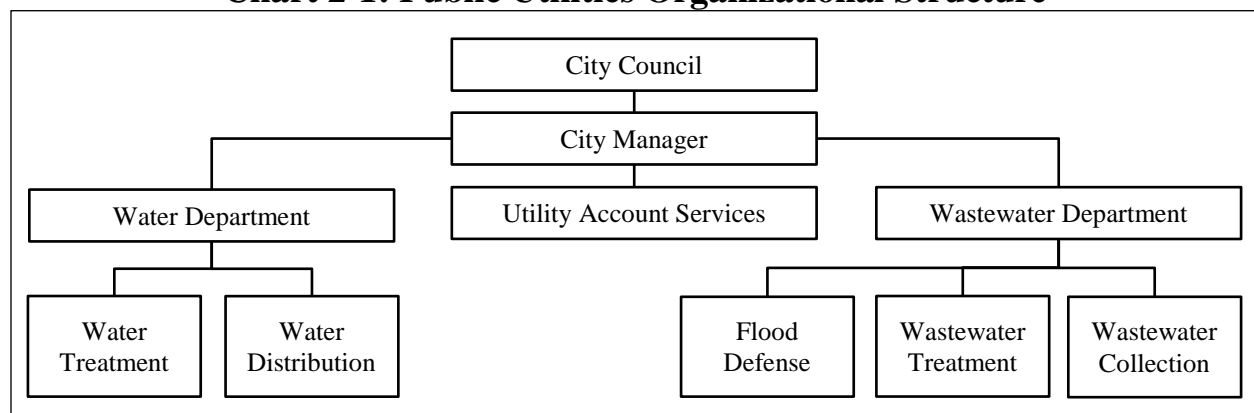 Chart 2-1: Public Utilities Organizational Structure
City Council
City Manager
Water Department
Utility Account Services
Wastewater Department
Water
Treatment
Water
Distribution
Flood
Defense
Wastewater
Treatment
Wastewater
Collection